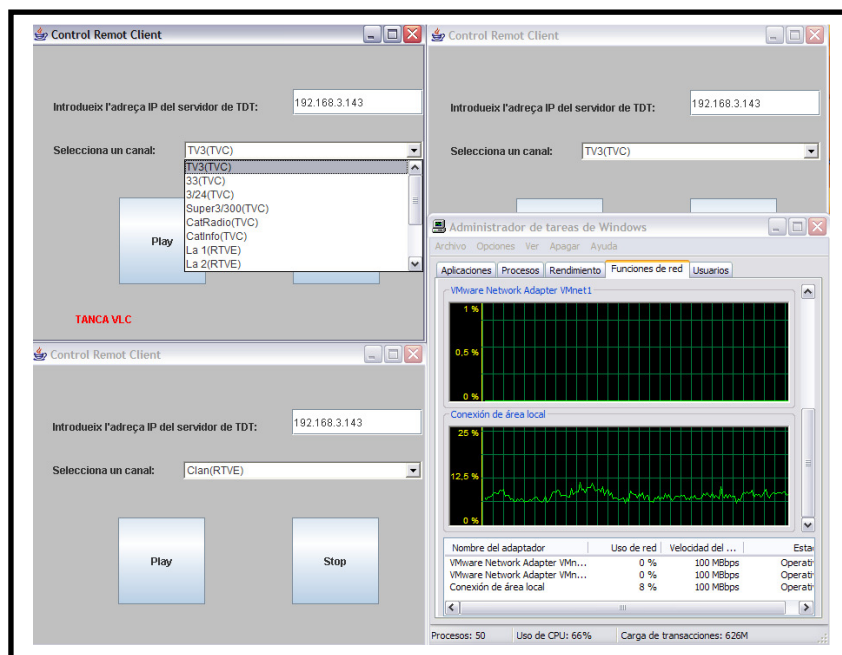 Control Remot Client
Introdueix l'adreça IP del servidor de TDT:
192.168.3.143
Selecciona un canal:
TV3(TVC)
TV3(TVC)
33(TVC)
3/24(TVC)
Super3/300(TVC)
CatRadio(TVC)
CatInfo(TVC)
La 1(RTVE)
La 2(RTVE)
Play
TANCA VLC
Control Remot Client
Introdueix l'adreça IP del servidor de TDT:
192.168.3.143
Selecciona un canal:
TV3(TVC)
Control Remot Client
Introdueix l'adreça IP del servidor de TDT:
192.168.3.143
Selecciona un canal:
Clan(RTVE)
Play
Stop
Administrador de tareas de Windows
Archivo Opciones Ver Apagar Ayuda
Aplicaciones Procesos Rendimiento Funciones de red Usuarios
VMware Network Adapter VMnet1
1 %
0,5 %
0 %
Conexión de área local
25 %
12,5 %
0 %
Nombre del adaptador Uso de red Velocidad del ... Esta
VMware Network Adapter VMn... 0 % 100 MBbps Operati
VMware Network Adapter VMn... 0 % 100 MBbps Operati
Conexión de área local 8 % 100 MBbps Operati
Procesos: 50 Uso de CPU: 66% Carga de transacciones: 626M